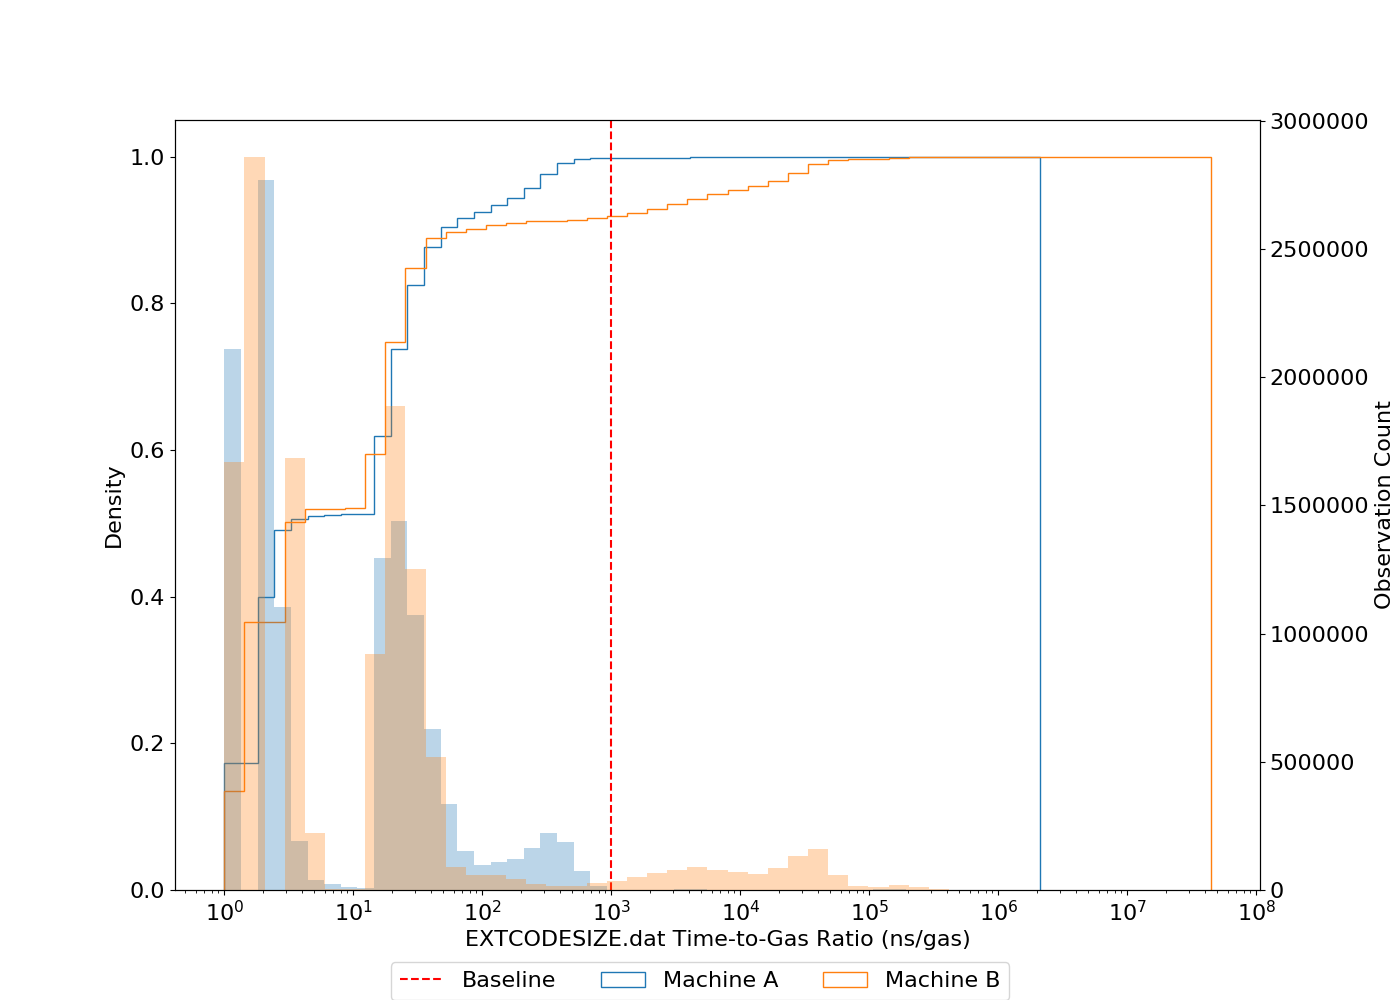 1.0
0.8
0.6
0.4
0.2
0.0
Density
3000000
2500000
2000000
1500000
1000000
500000
0
Observation Count
10^0 10^1 10^2 10^3 10^4 10^5 10^6 10^7 10^8
EXTCODESIZE.dat Time-to-Gas Ratio (ns/gas)
Baseline Machine A Machine B